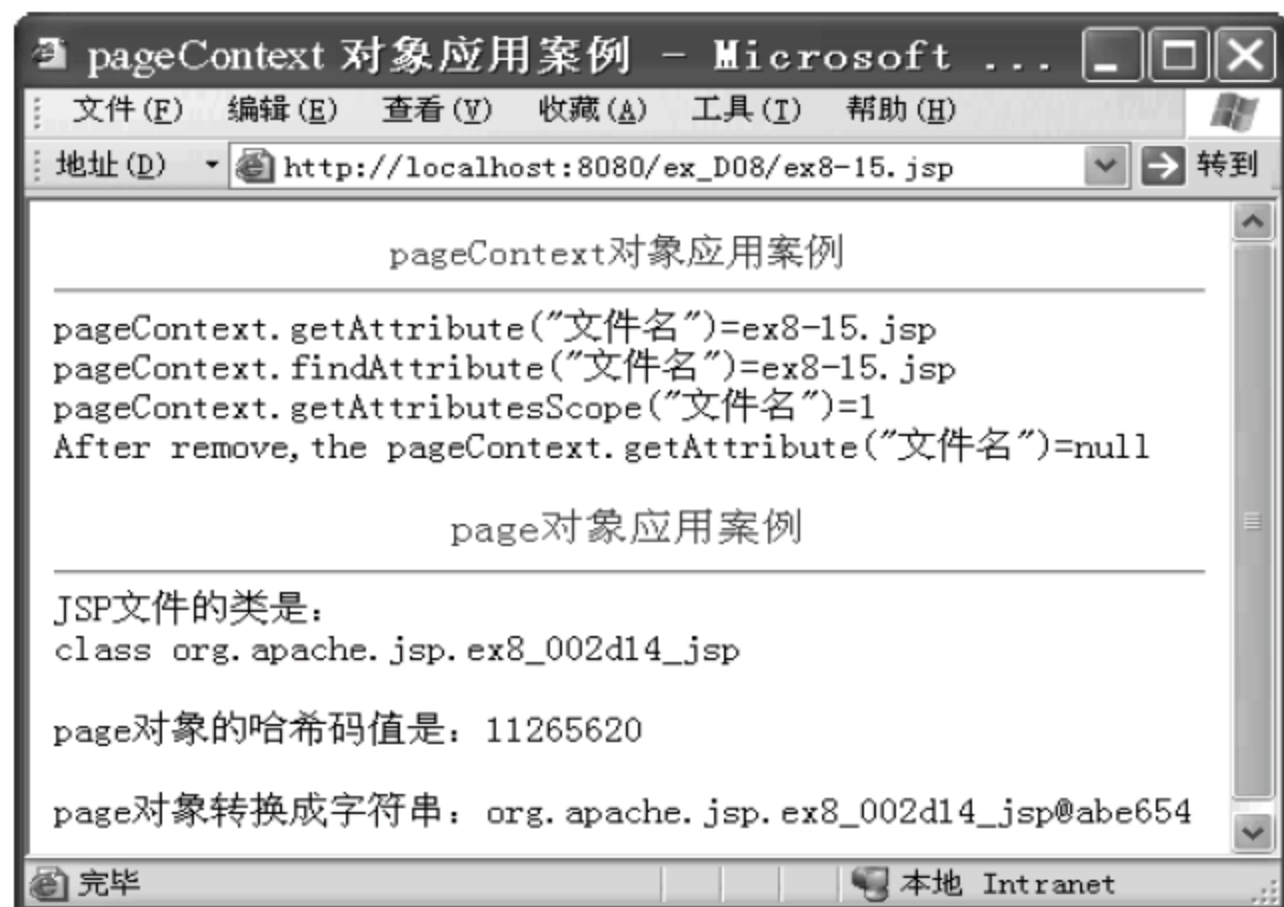 pageContext 对象应用案例 - Microsoft ...
文件(F) 编辑(E) 查看(V) 收藏(A) 工具(T) 帮助(H)
地址(D) http://localhost:8080/ex_D08/ex8-15.jsp 转到
pageContext对象应用案例
pageContext.getAttribute("文件名")=ex8-15.jsp
pageContext.findAttribute("文件名")=ex8-15.jsp
pageContext.getAttributesScope("文件名")=1
After remove,the pageContext.getAttribute("文件名")=null
page对象应用案例
JSP文件的类是:
class org.apache.jsp.ex8_002d14_jsp
page对象的哈希码值是: 11265620
page对象转换成字符串: org.apache.jsp.ex8_002d14_jsp@abe654
完毕 本地 Intranet